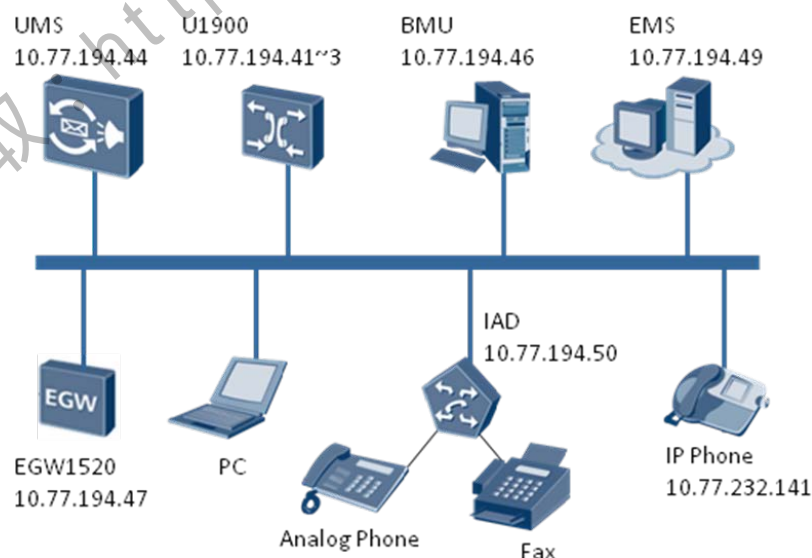 UMS
10.77.194.44
U1900
10.77.194.41~3
BMU
10.77.194.46
EMS
10.77.194.49
IAD
10.77.194.50
EGW
EGW1520
10.77.194.47
PC
Analog Phone
Fax
IP Phone
10.77.232.141
取
htt